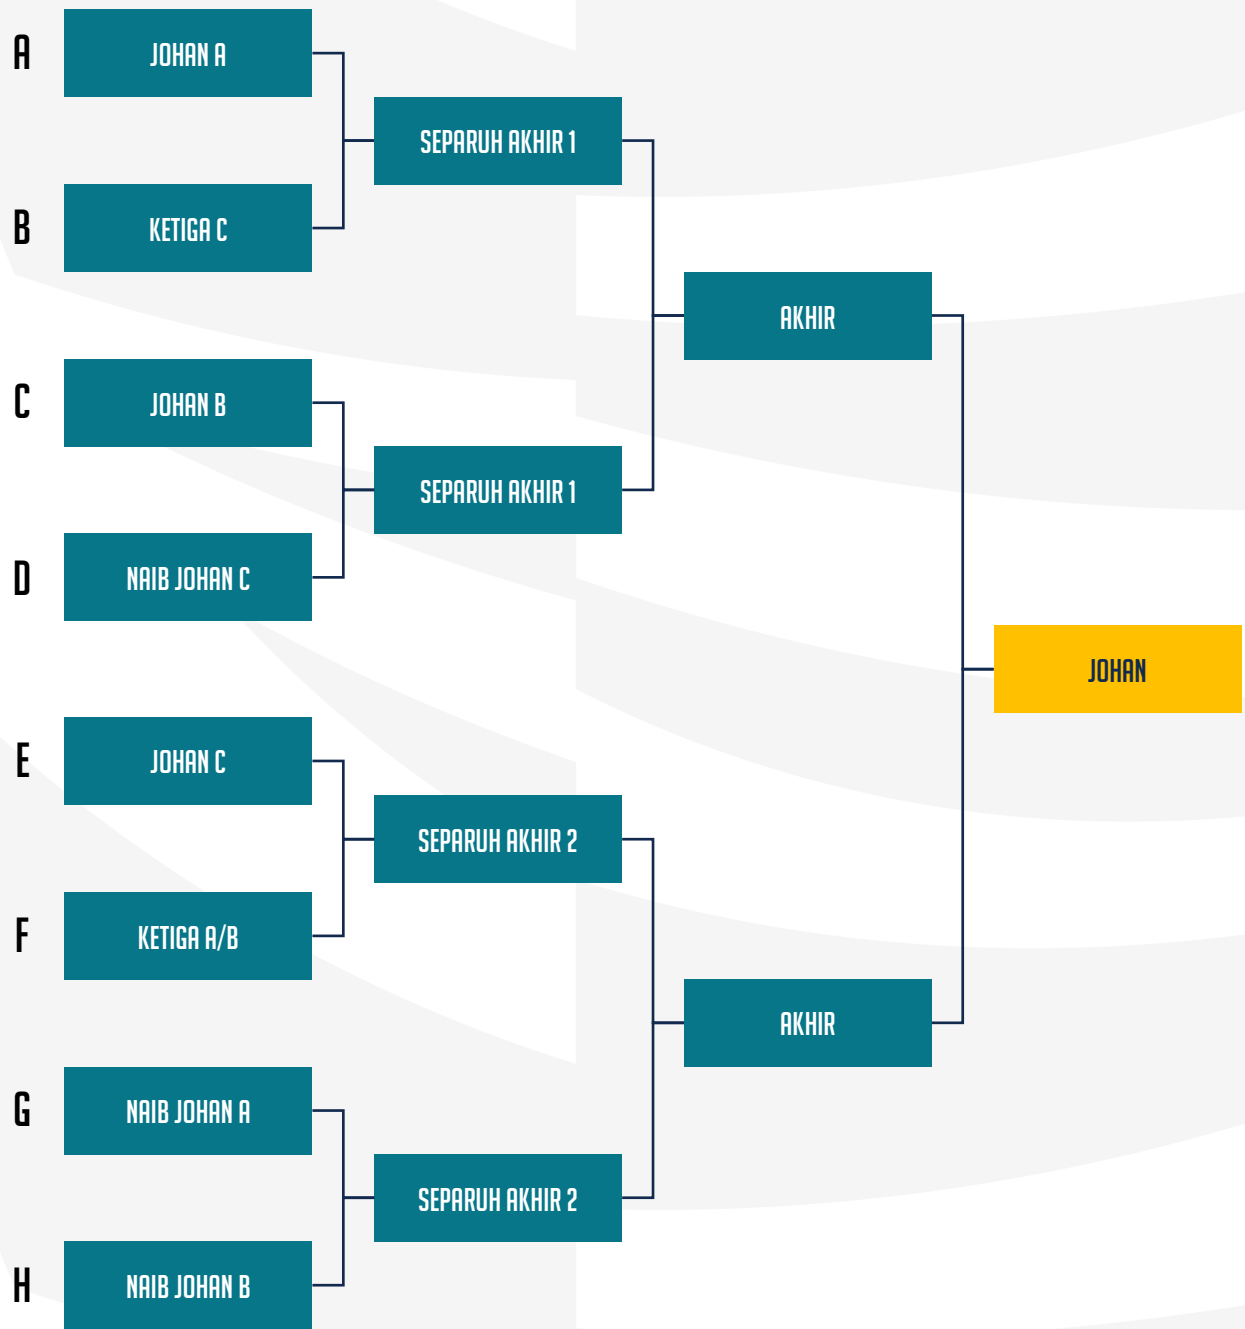 A
JOHAN A
SEPARUH AKHIR 1
B
KETIGA C
AKHIR
C
JOHAN B
SEPARUH AKHIR 1
D
NAIB JOHAN C
JOHAN
E
JOHAN C
SEPARUH AKHIR 2
F
KETIGA A/B
AKHIR
G
NAIB JOHAN A
SEPARUH AKHIR 2
H
NAIB JOHAN B